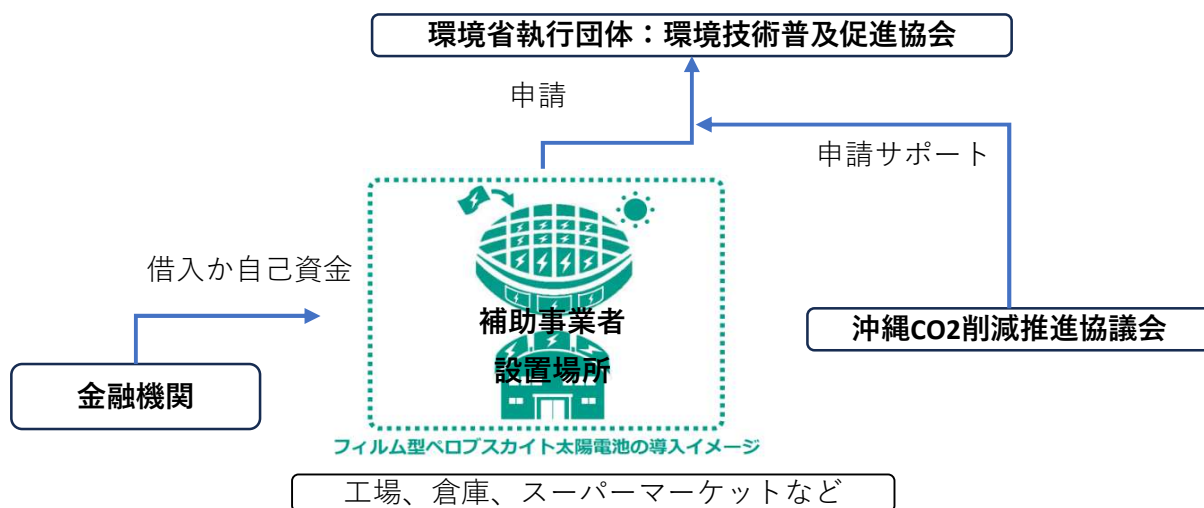 環境省執行団体：環境技術普及促進協会
申請
申請サポート
借入か自己資金
補助事業者
設置場所
沖縄CO2削減推進協議会
金融機関
フィルム型ペロブスカイト太陽電池の導入イメージ
工場、倉庫、スーパーマーケットなど